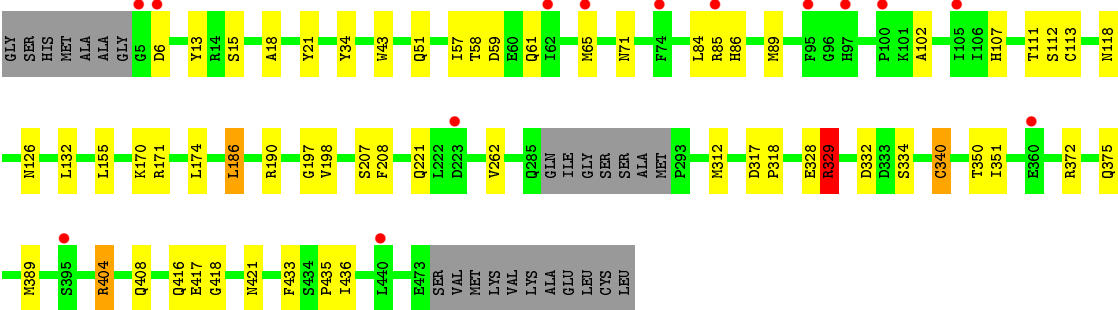 GLY SER HIS MET ALA ALA GLY G5 D6 Y13 R14 S15 A18 Y21 Y34 W43 Q51 I57 T58 D59 E60 Q61 I62 M65 N71 F74 L84 R85 H86 M89 F95 G96 H97 P100 K101 A102 I105 I106 H107 T111 S112 C113 N118
N126 L132 L155 K170 R171 L174 L186 R190 G197 V198 S207 F208 Q221 L222 D223 V262 Q285 GLN ILE GLY SER SER ALA MET P293 M312 D317 P318 E328 R329 D332 D333 S334 C340 T350 I351 E360 R372 Q375
M389 S395 R404 Q408 Q416 E417 G418 N421 F433 S434 P435 I436 L440 E473 SER VAL MET LYS VAL LYS ALA GLU LEU CYS LEU